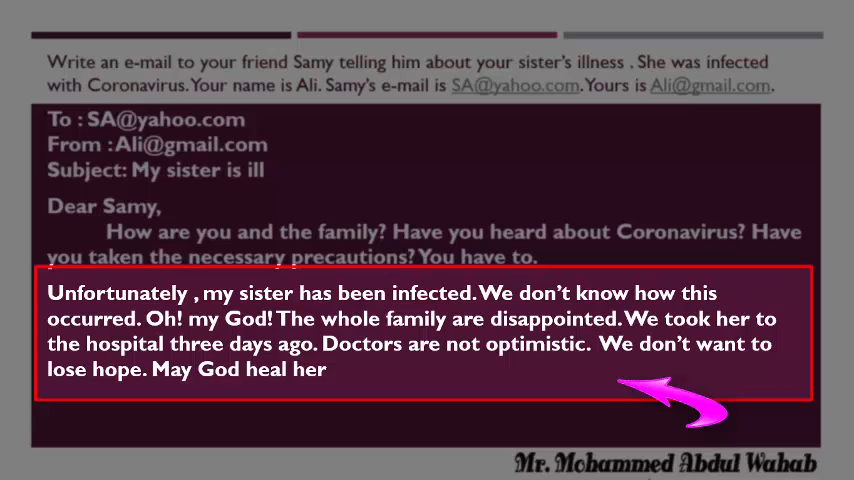 Write an e-mail to your friend Samy telling him about your sister's illness . She was infected
with Coronavirus. Your name is Ali. Samy's e-mail is SA@yahoo.com. Yours is Ali@gmail.com.
To : SA@yahoo.com
From : Ali@gmail.com
Subject: My sister is ill
Dear Samy,
How are you and the family? Have you heard about Coronavirus? Have
you taken the necessary precautions? You have to.
Unfortunately , my sister has been infected. We don't know how this
occurred. Oh! my God! The whole family are disappointed. We took her to
the hospital three days ago. Doctors are not optimistic. We don't want to
lose hope. May God heal her
Mr. Mohammed Abdul Wahab